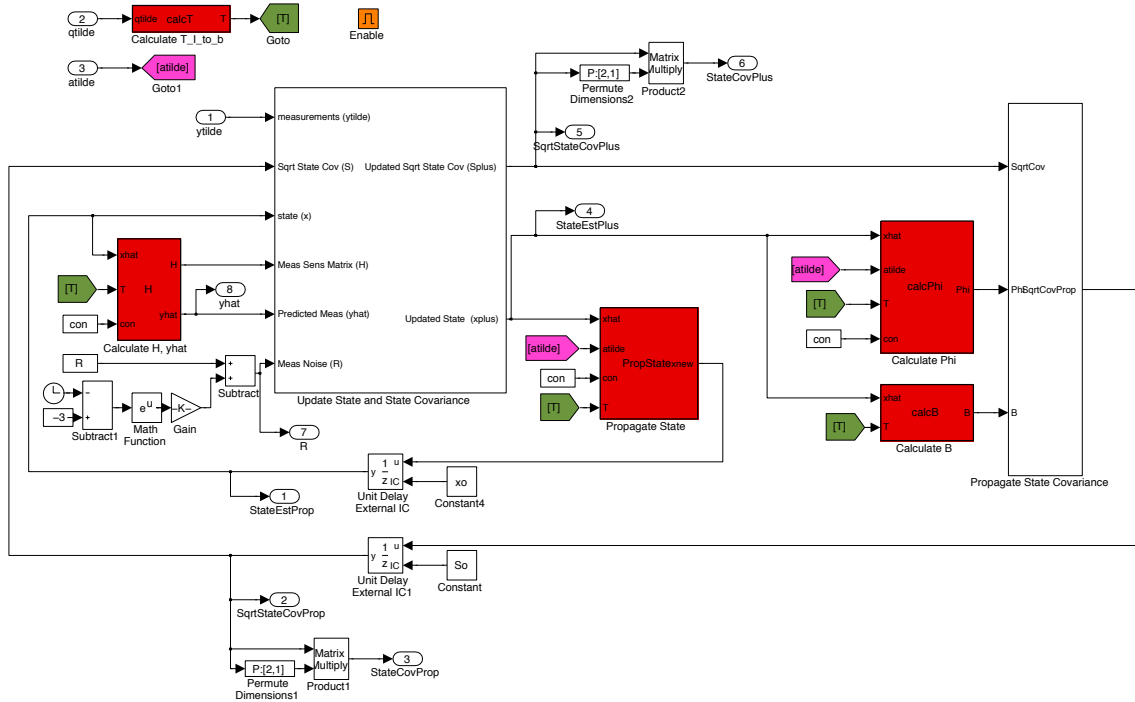 2
qtilde
qtilde
calcT
T
Calculate T_I_to_b
[T]
Goto
Enable
3
atilde
[atilde]
Goto1
1
ytilde
measurements (ytilde)
Sqrt State Cov (S)
Updated Sqrt State Cov (Splus)
state (x)
Meas Sens Matrix (H)
Predicted Meas (yhat)
Updated State (xplus)
Meas Noise (R)
Update State and State Covariance
P:[2,1]
Permute
Dimensions2
Matrix
Multiply
Product2
6
StateCovPlus
5
SqrtStateCovPlus
4
StateEstPlus
xhat
H
T
H
yhat
con
Calculate H, yhat
[T]
con
8
yhat
R
−3
−
+
Subtract1
e
u
Math
Function
−K−
Gain
+
+
Subtract
7
R
[atilde]
con
[T]
xhat
atilde
PropState
xnew
con
T
Propagate State
[atilde]
[T]
con
xhat
atilde
calcPhi
Phi
T
con
Calculate Phi
[T]
xhat
calcB
B
T
Calculate B
SqrtCov
Phi
SqrtCovProp
B
Propagate State Covariance
y
1
z
u
IC
Unit Delay
External IC
xo
Constant4
1
StateEstProp
y
1
z
u
IC
Unit Delay
External IC1
So
Constant
2
SqrtStateCovProp
P:[2,1]
Permute
Dimensions1
Matrix
Multiply
Product1
3
StateCovProp